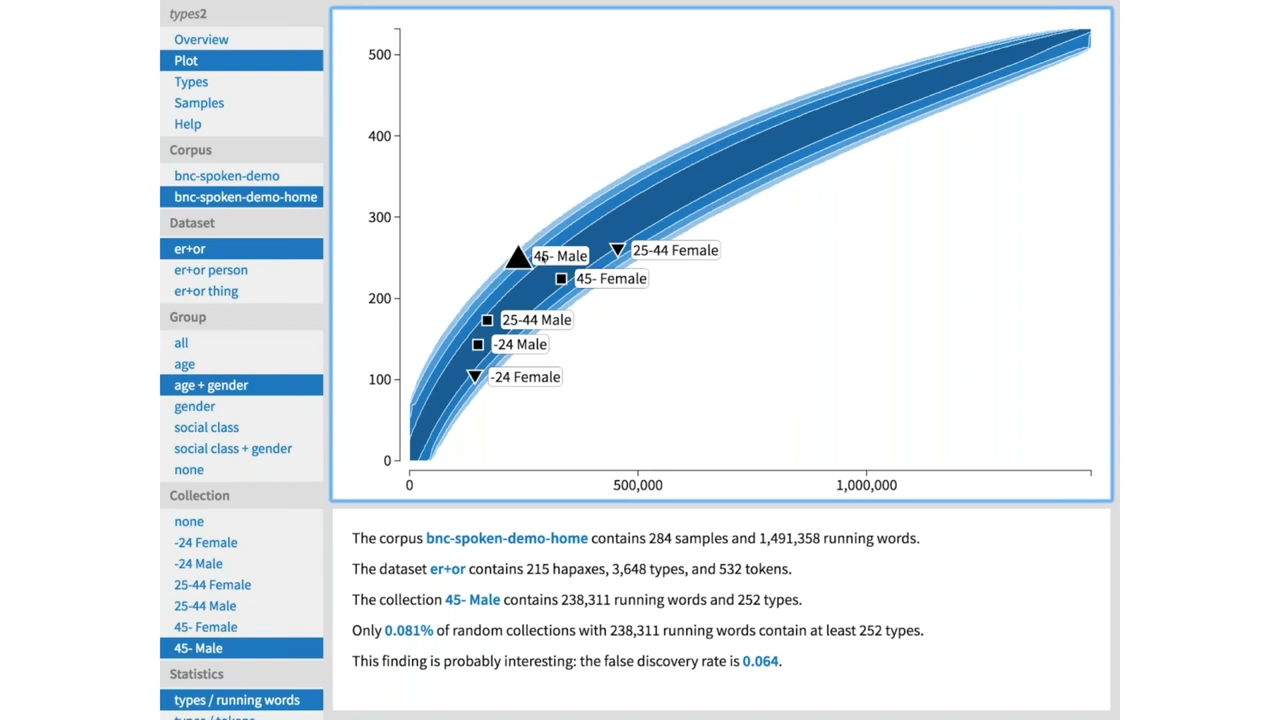 types2
Overview
Plot
Types
Samples
Help
Corpus
bnc-spoken-demo
bnc-spoken-demo-home
Dataset
er+or
er+or person
er+or thing
Group
all
age
age + gender
gender
social class
social class + gender
none
Collection
none
-24 Female
-24 Male
25-44 Female
25-44 Male
45- Female
45- Male
Statistics
types / running words
types / tokens
500
400
300
200
100
0
0
500,000
1,000,000
45- Male
25-44 Female
45- Female
25-44 Male
-24 Male
-24 Female
The corpus bnc-spoken-demo-home contains 284 samples and 1,491,358 running words.
The dataset er+or contains 215 hapaxes, 3,648 types, and 532 tokens.
The collection 45- Male contains 238,311 running words and 252 types.
Only 0.081% of random collections with 238,311 running words contain at least 252 types.
This finding is probably interesting: the false discovery rate is 0.064.